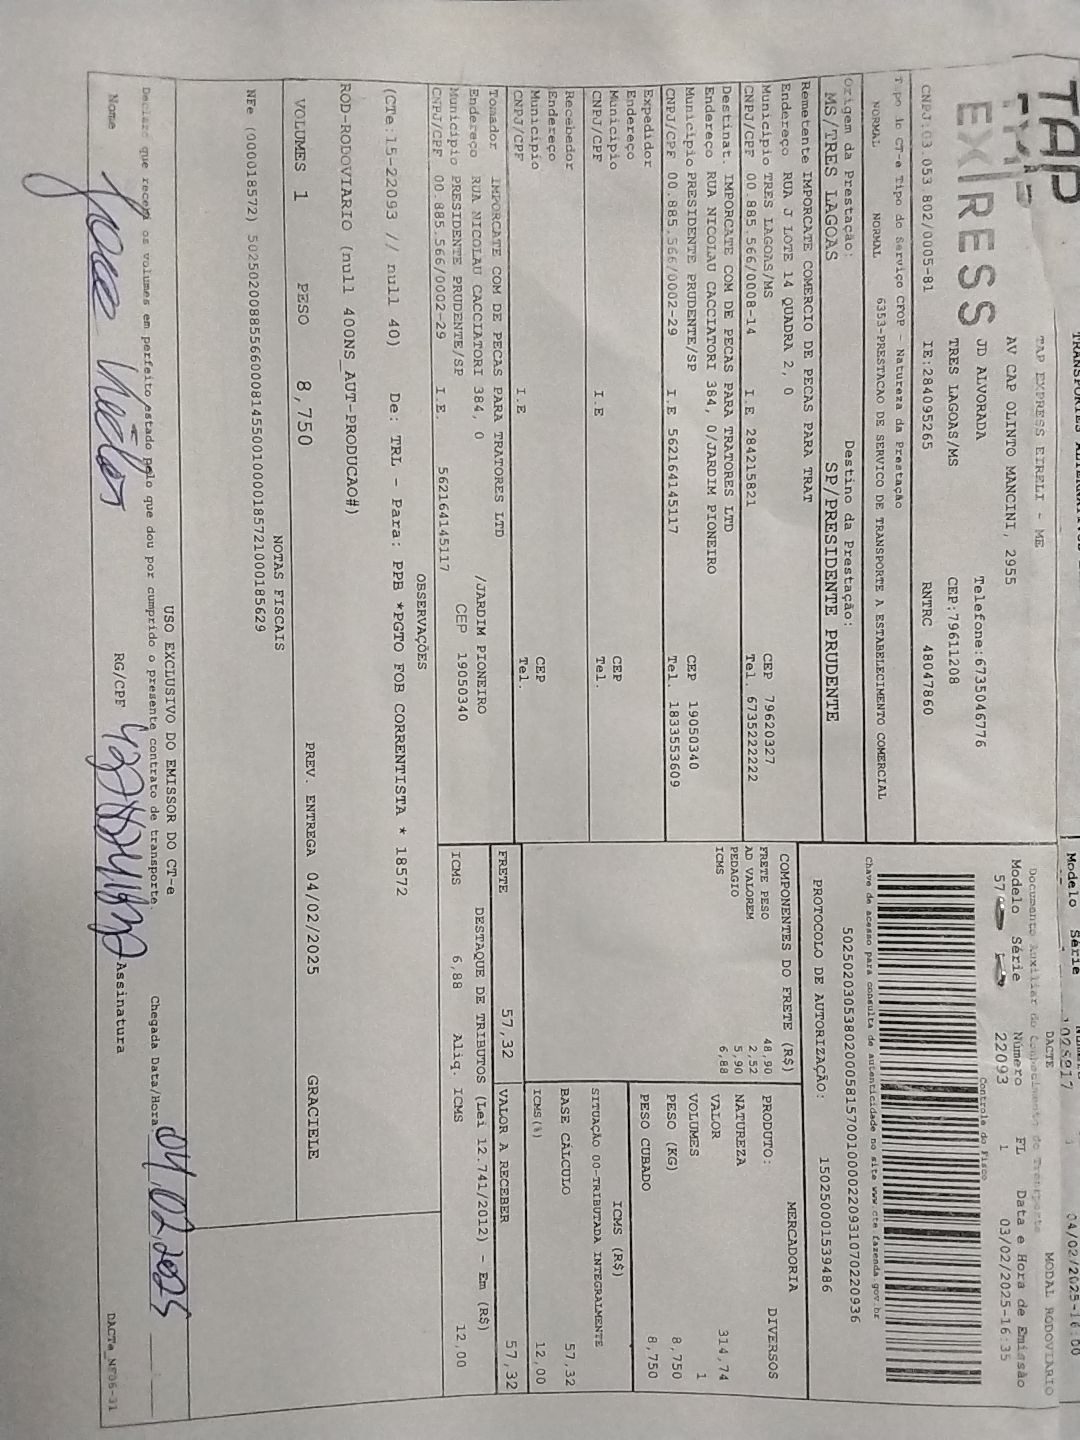 TAP
EXPRESS
TAP EXPRESS EIRELI - ME
AV CAP OLINTO MANCINI, 2955
JD ALVORADA Telefone:6735046776
TRES LAGOAS/MS CEP:79611208
CNPJ:03.053.802/0005-81 IE:284095265 RNTRC 48047860
Tipo do CT-e Tipo do Serviço CFOP - Natureza da Prestação
NORMAL NORMAL 6353-PRESTACAO DE SERVICO DE TRANSPORTE A ESTABELECIMENTO COMERCIAL
Origem da Prestação: Destino da Prestação:
MS/TRES LAGOAS SP/PRESIDENTE PRUDENTE
Remetente IMPORCATE COMERCIO DE PECAS PARA TRAT
Endereço RUA J LOTE 14 QUADRA 2, 0
Município TRES LAGOAS/MS CEP 79620327
CNPJ/CPF 00.885.566/0008-14 I.E 284215821 Tel. 6735222222
Destinat. IMPORCATE COM DE PECAS PARA TRATORES LTD
Endereço RUA NICOLAU CACCIATORI 384, 0/JARDIM PIONEIRO
Município PRESIDENTE PRUDENTE/SP CEP 19050340
CNPJ/CPF 00.885.566/0002-29 I.E 562164145117 Tel. 1833553609
Expedidor
Endereço
Município CEP
CNPJ/CPF I.E Tel.
Recebedor
Endereço
Município CEP
CNPJ/CPF I.E Tel.
Tomador IMPORCATE COM DE PECAS PARA TRATORES LTD
Endereço RUA NICOLAU CACCIATORI 384, 0 /JARDIM PIONEIRO
Município PRESIDENTE PRUDENTE/SP CEP 19050340
CNPJ/CPF 00.885.566/0002-29 I.E. 562164145117
OBSERVAÇÕES
(CTe:15-22093 // null 40) De: TRL - Para: PPB *PGTO FOB CORRENTISTA * 18572
ROD-RODOVIARIO (null 400NS_AUT-PRODUCAO#)
Modelo Série
1026217
04/02/2025-16:00
DACTE MODAL RODOVIARIO
Documento Auxiliar do Conhecimento de Transporte
Modelo Série Número FL Data e Hora de Emissão
57 22093 1 03/02/2025-16:35
Controle do Fisco
Chave de acesso para consulta de autenticidade no site www.cte.fazenda.gov.br
50250203053802000581570010000220931070220936
PROTOCOLO DE AUTORIZAÇÃO: 150250001539486
COMPONENTES DO FRETE (R$)
FRETE PESO 48,90
AD VALOREM 2,52
PEDAGIO 5,90
ICMS 6,88
MERCADORIA
PRODUTO: DIVERSOS
NATUREZA
VALOR 314,74
VOLUMES 1
PESO (KG) 8,750
PESO CUBADO 8,750
ICMS (R$)
SITUAÇÃO 00-TRIBUTADA INTEGRALMENTE
BASE CÁLCULO 57,32
ICMS(%) 12,00
FRETE 57,32 VALOR A RECEBER 57,32
DESTAQUE DE TRIBUTOS (Lei 12.741/2012) - Em (R$)
ICMS 6,88 Aliq. ICMS 12,00
VOLUMES 1 PESO 8,750 PREV. ENTREGA 04/02/2025 GRACIELE
NOTAS FISCAIS
NFe (000018572) 50250200885566000814550010000185721000185629
USO EXCLUSIVO DO EMISSOR DO CT-e
Declaro que recebi os volumes em perfeito estado pelo que dou por cumprido o presente contrato de transporte. Chegada Data/Hora 04.02.2025
Nome RG/CPF Assinatura
DACTe_NF06-31